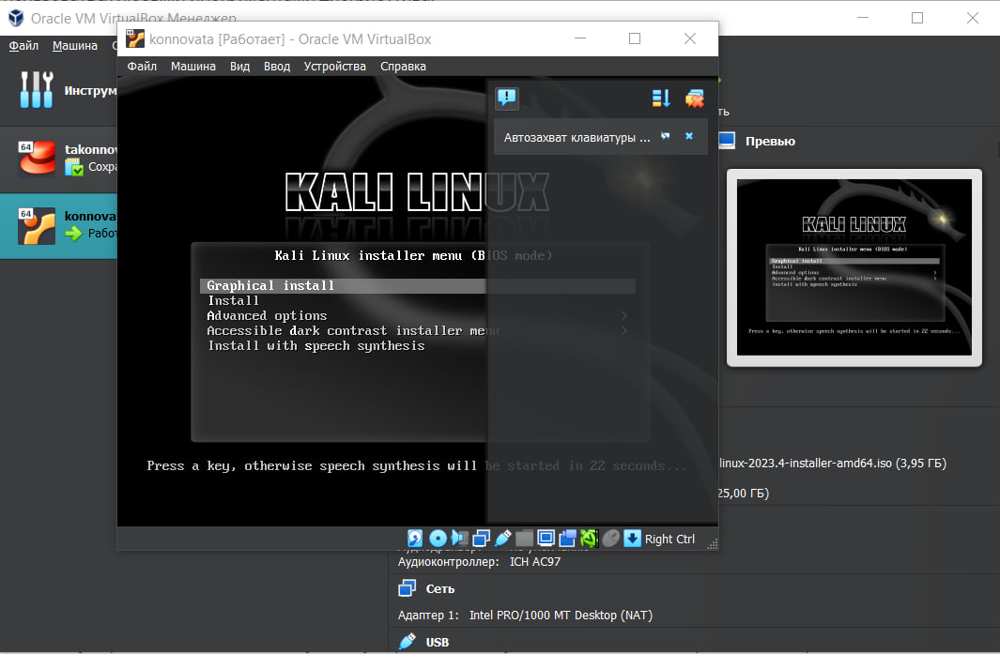 Oracle VM VirtualBox Менеджер
Файл Машина С
Инструм
64
takonnov
Сохра
64
konnova
Работ
konnovata [Работает] - Oracle VM VirtualBox
Файл Машина Вид Ввод Устройства Справка
Автозахват клавиатуры ...
KALI LINUX
Kali Linux installer menu (BIOS mode)
Graphical install
Install
Advanced options >
Accessible dark contrast installer menu >
Install with speech synthesis
Press a key, otherwise speech synthesis will be started in 22 seconds...
Right Ctrl
ть
Превью
KALI LINUX
Kali Linux installer menu (BIOS mode)
Graphical install
Install
Advanced options >
Accessible dark contrast installer menu >
Install with speech synthesis
Press a key, otherwise speech synthesis will be started in 22 seconds...
linux-2023.4-installer-amd64.iso (3,95 ГБ)
25,00 ГБ)
Аудиоконтроллер: ICH AC97
Сеть
Адаптер 1: Intel PRO/1000 MT Desktop (NAT)
USB